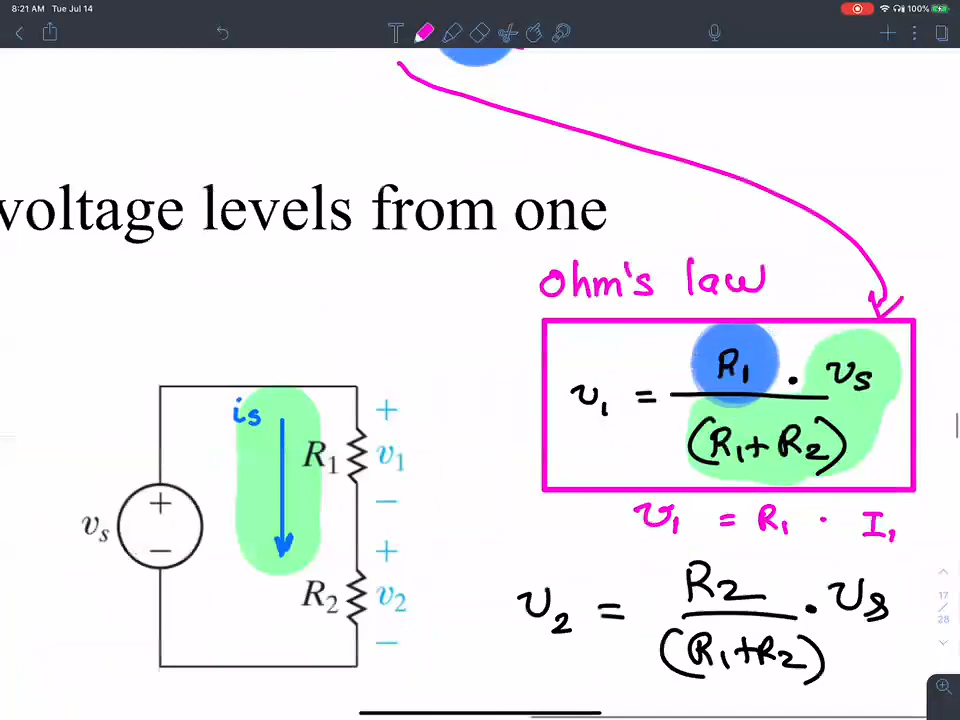 8:21 AM Tue Jul 14
100%
T
voltage levels from one
Ohm's law
v₁ = R₁ / (R₁ + R₂) · vs
v₁ = R₁ · I₁
v₂ = R₂ / (R₁+R₂) · vs
is
R₁
+
v₁
−
vs
+
−
R₂
+
v₂
−
17
/
28